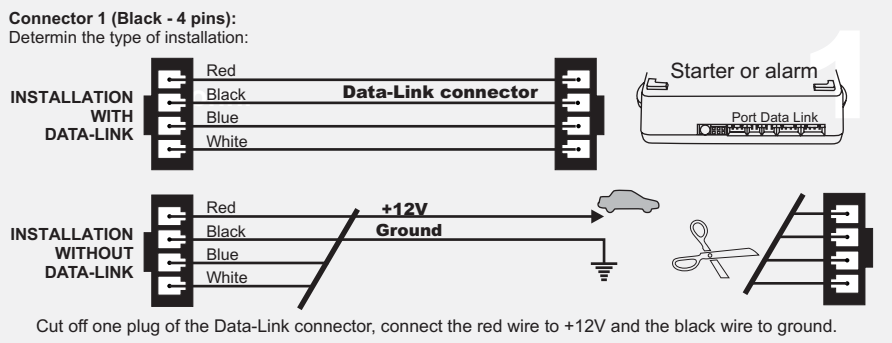 Connector 1 (Black - 4 pins):
Determin the type of installation:
1
Red
Black
Blue
White
INSTALLATION
WITH
DATA-LINK
Data-Link connector
Starter or alarm
Port Data Link
Red
Black
Blue
White
INSTALLATION
WITHOUT
DATA-LINK
+12V
Ground
Cut off one plug of the Data-Link connector, connect the red wire to +12V and the black wire to ground.